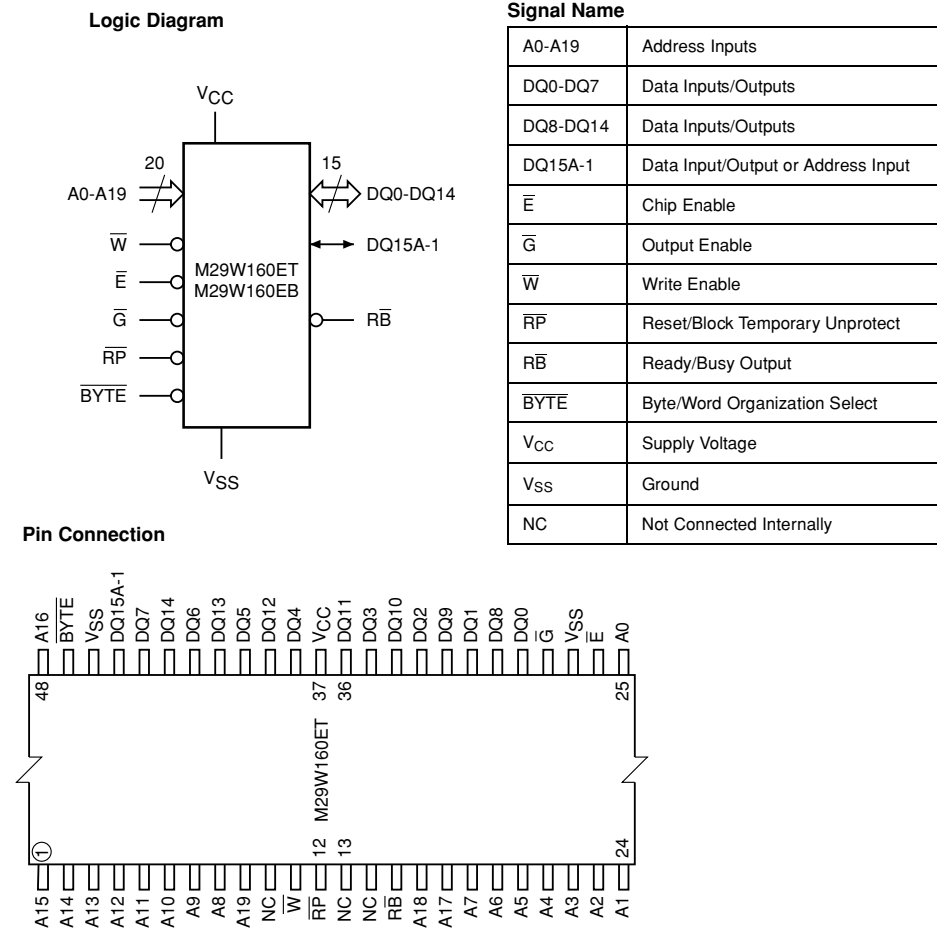 Logic Diagram
VCC
20
A0-A19
15
DQ0-DQ14
W̅
DQ15A-1
E̅
M29W160ET
M29W160EB
G̅
RB̅
R̅P̅
B̅Y̅T̅E̅
VSS
Signal Name
A0-A19 Address Inputs
DQ0-DQ7 Data Inputs/Outputs
DQ8-DQ14 Data Inputs/Outputs
DQ15A-1 Data Input/Output or Address Input
E̅ Chip Enable
G̅ Output Enable
W̅ Write Enable
R̅P̅ Reset/Block Temporary Unprotect
RB̅ Ready/Busy Output
B̅Y̅T̅E̅ Byte/Word Organization Select
VCC Supply Voltage
VSS Ground
NC Not Connected Internally
Pin Connection
A16
B̅Y̅T̅E̅
VSS
DQ15A-1
DQ7
DQ14
DQ6
DQ13
DQ5
DQ12
DQ4
VCC
DQ11
DQ3
DQ10
DQ2
DQ9
DQ1
DQ8
DQ0
G̅
VSS
E̅
A0
48
37
36
25
M29W160ET
1
12
13
24
A15
A14
A13
A12
A11
A10
A9
A8
A19
NC
W̅
R̅P̅
NC
NC
RB̅
A18
A17
A7
A6
A5
A4
A3
A2
A1